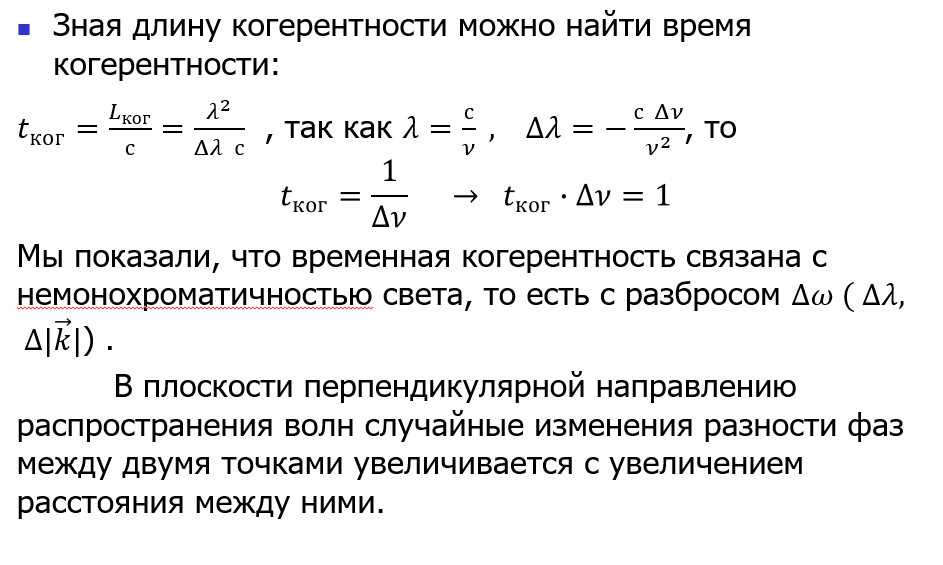 ▪ Зная длину когерентности можно найти время
когерентности:
t_ког = L_ког/c = λ²/(Δλ c) , так как λ = c/ν , Δλ = − (c Δν)/ν², то
t_ког = 1/Δν → t_ког · Δν = 1
Мы показали, что временная когерентность связана с
немонохроматичностью света, то есть с разбросом Δω ( Δλ,
Δ|k⃗|) .
В плоскости перпендикулярной направлению
распространения волн случайные изменения разности фаз
между двумя точками увеличивается с увеличением
расстояния между ними.